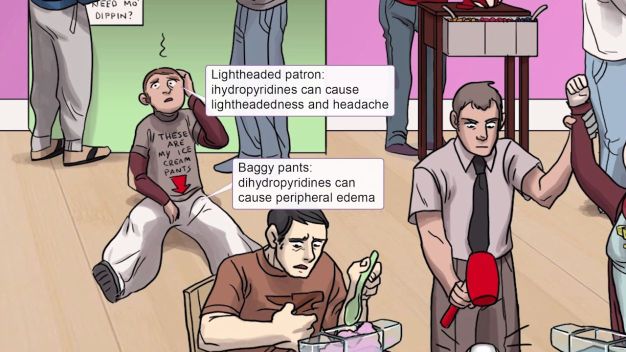 NEED MO'
DIPPIN?
Lightheaded patron:
ihydropyridines can cause
lightheadedness and headache
THESE
ARE
MY ICE
CREAM
PANTS
Baggy pants:
dihydropyridines can
cause peripheral edema